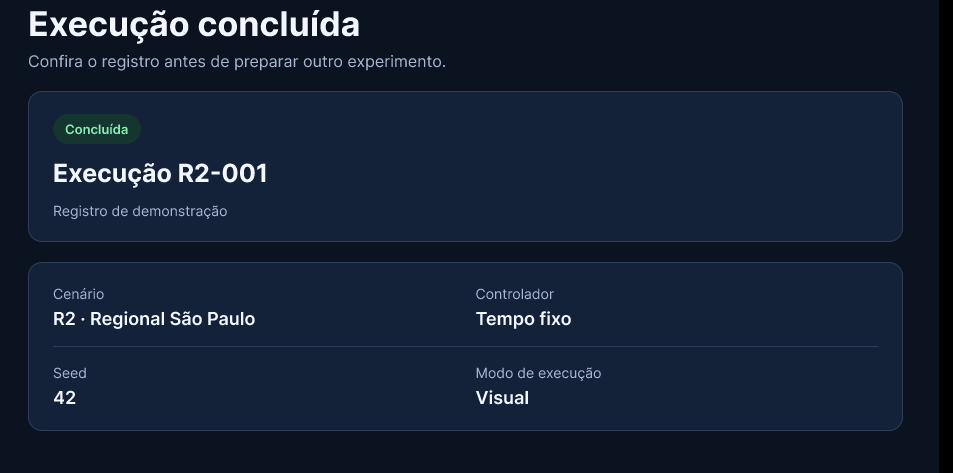 Execução concluída
Confira o registro antes de preparar outro experimento.
Concluída
Execução R2-001
Registro de demonstração
Cenário
R2 · Regional São Paulo
Controlador
Tempo fixo
Seed
42
Modo de execução
Visual